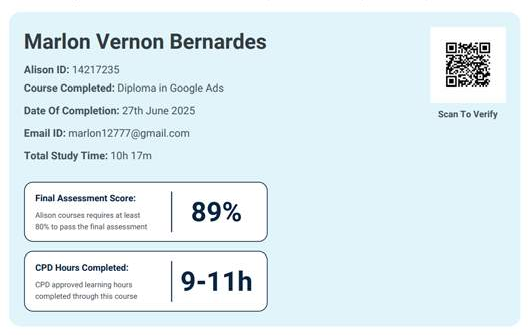 Marlon Vernon Bernardes
Alison ID: 14217235
Course Completed: Diploma in Google Ads
Date Of Completion: 27th June 2025
Email ID: marlon12777@gmail.com
Total Study Time: 10h 17m
Scan To Verify
Final Assessment Score:
Alison courses requires at least
80% to pass the final assessment
89%
CPD Hours Completed:
CPD approved learning hours
completed through this course
9-11h